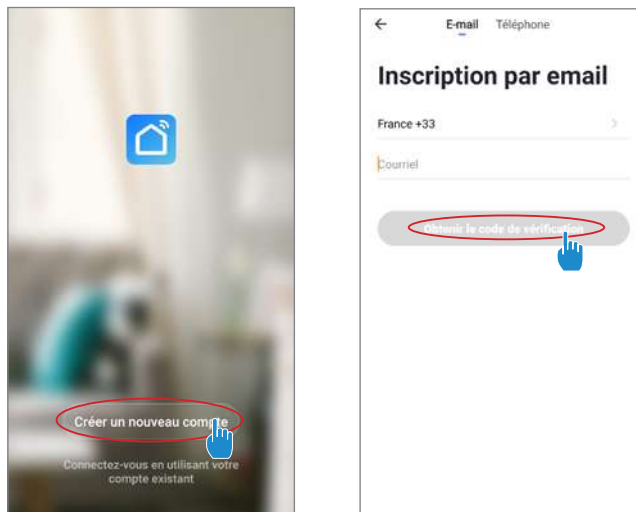 Créer un nouveau compte
Connectez-vous en utilisant votre
compte existant
E-mail Téléphone
Inscription par email
France +33
Courriel
Obtenir le code de vérification